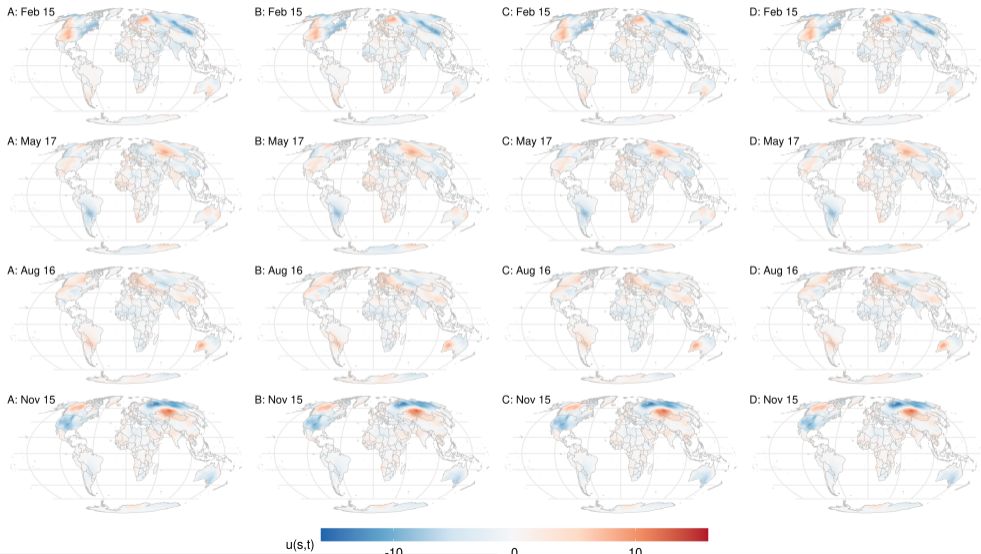 A: Feb 15 B: Feb 15 C: Feb 15 D: Feb 15
A: May 17 B: May 17 C: May 17 D: May 17
A: Aug 16 B: Aug 16 C: Aug 16 D: Aug 16
A: Nov 15 B: Nov 15 C: Nov 15 D: Nov 15
u(s,t)
-10 0 10